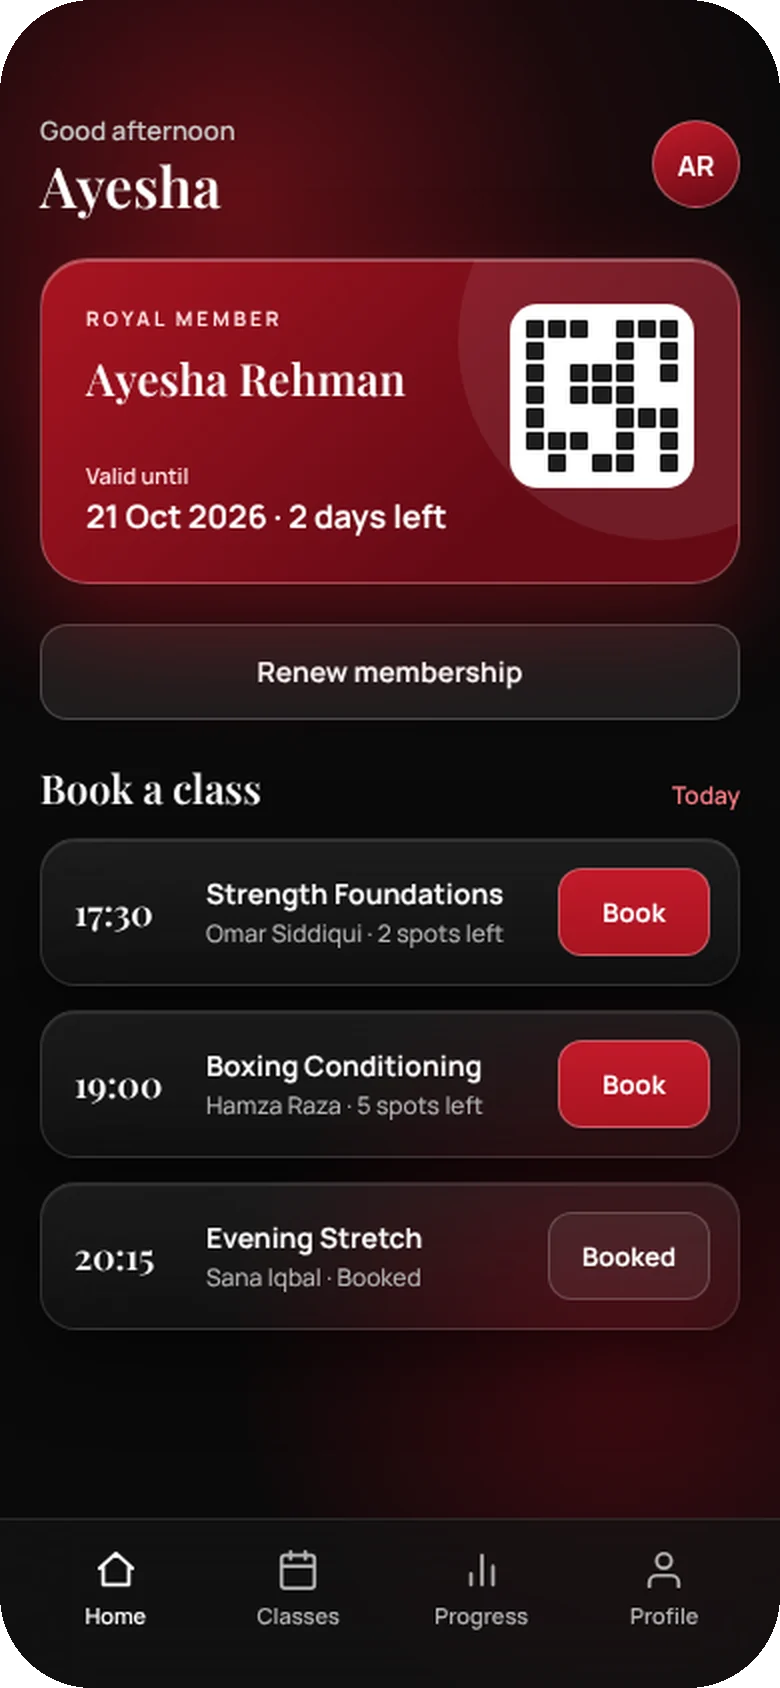 Good afternoon
Ayesha
AR
ROYAL MEMBER
Ayesha Rehman
Valid until
21 Oct 2026 · 2 days left
Renew membership
Book a class
Today
17:30
Strength Foundations
Omar Siddiqui · 2 spots left
Book
19:00
Boxing Conditioning
Hamza Raza · 5 spots left
Book
20:15
Evening Stretch
Sana Iqbal · Booked
Booked
Home
Classes
Progress
Profile